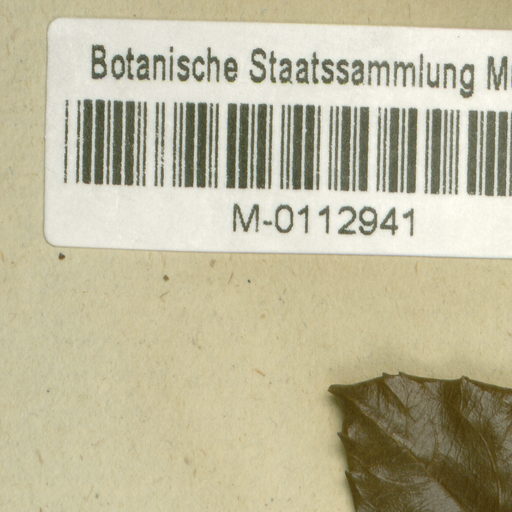 Botanische Staatssammlung M
M-0112941